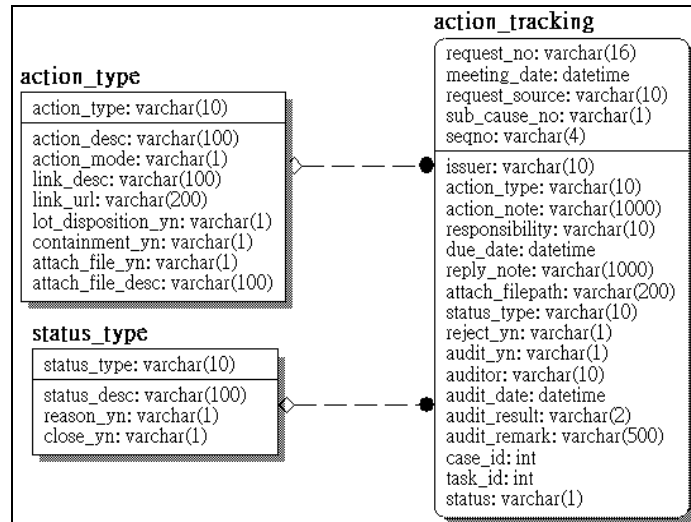 action_type
action_type: varchar(10)
action_desc: varchar(100)
action_mode: varchar(1)
link_desc: varchar(100)
link_url: varchar(200)
lot_disposition_yn: varchar(1)
containment_yn: varchar(1)
attach_file_yn: varchar(1)
attach_file_desc: varchar(100)
status_type
status_type: varchar(10)
status_desc: varchar(100)
reason_yn: varchar(1)
close_yn: varchar(1)
action_tracking
request_no: varchar(16)
meeting_date: datetime
request_source: varchar(10)
sub_cause_no: varchar(1)
seqno: varchar(4)
issuer: varchar(10)
action_type: varchar(10)
action_note: varchar(1000)
responsibility: varchar(10)
due_date: datetime
reply_note: varchar(1000)
attach_filepath: varchar(200)
status_type: varchar(10)
reject_yn: varchar(1)
audit_yn: varchar(1)
auditor: varchar(10)
audit_date: datetime
audit_result: varchar(2)
audit_remark: varchar(500)
case_id: int
task_id: int
status: varchar(1)